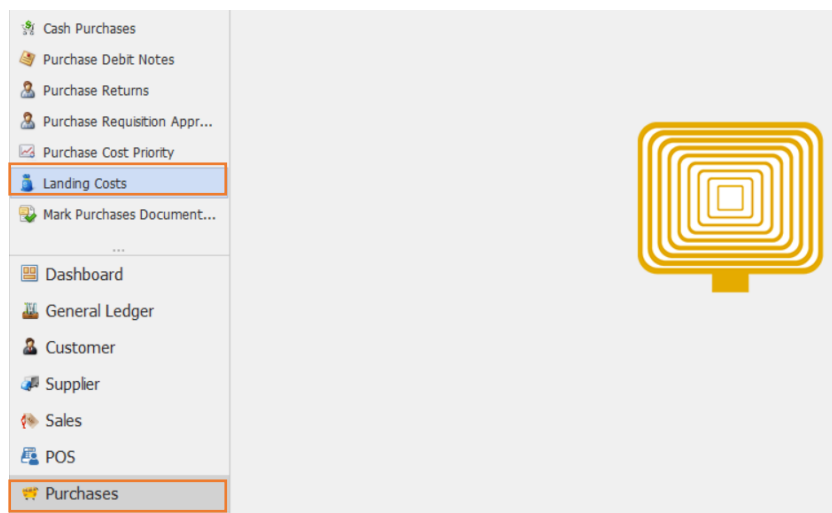 Cash Purchases
Purchase Debit Notes
Purchase Returns
Purchase Requisition Appr...
Purchase Cost Priority
Landing Costs
Mark Purchases Document...
...
Dashboard
General Ledger
Customer
Supplier
Sales
POS
Purchases